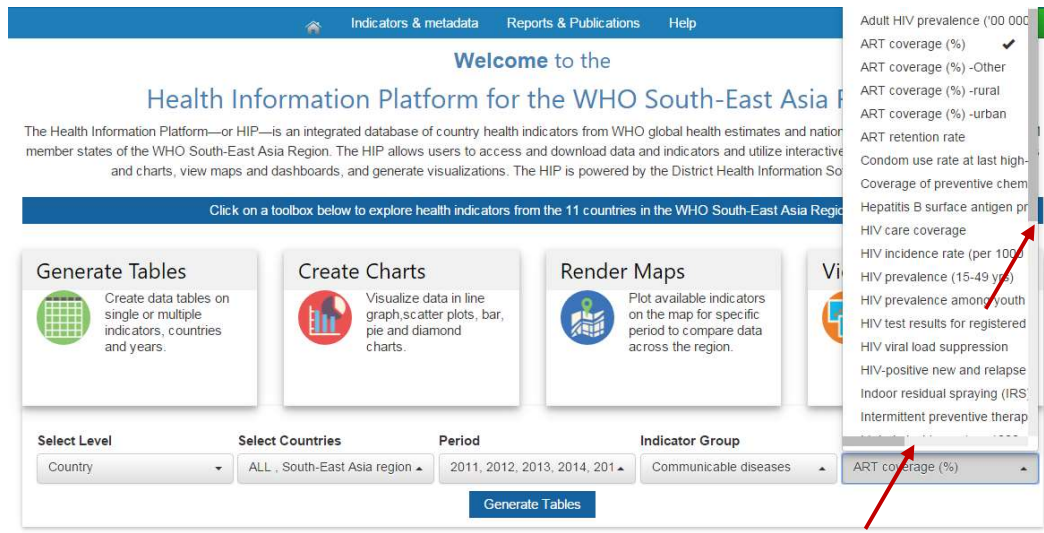 Indicators & metadata Reports & Publications Help
Welcome to the
Health Information Platform for the WHO South-East Asia
The Health Information Platform—or HIP—is an integrated database of country health indicators from WHO global health estimates and
member states of the WHO South-East Asia Region. The HIP allows users to access and download data and indicators and utilize
and charts, view maps and dashboards, and generate visualizations. The HIP is powered by the District Health Information
Click on a toolbox below to explore health indicators from the 11 countries in the WHO South-East Asia
Generate Tables
Create data tables on
single or multiple
indicators, countries
and years.
Create Charts
Visualize data in line
graph,scatter plots, bar,
pie and diamond
charts.
Render Maps
Plot available indicators
on the map for specific
period to compare data
across the region.
Adult HIV prevalence ('00 000
ART coverage (%)
ART coverage (%) -Other
ART coverage (%) -rural
ART coverage (%) -urban
ART retention rate
Condom use rate at last high-
Coverage of preventive chem
Hepatitis B surface antigen pr
HIV care coverage
HIV incidence rate (per 1000
HIV prevalence (15-49 yrs)
HIV prevalence among youth
HIV test results for registered
HIV viral load suppression
HIV-positive new and relapse
Indoor residual spraying (IRS)
Intermittent preventive therap
Select Level Select Countries Period Indicator Group
Country ALL , South-East Asia region 2011, 2012, 2013, 2014, 201 Communicable diseases ART coverage (%)
Generate Tables